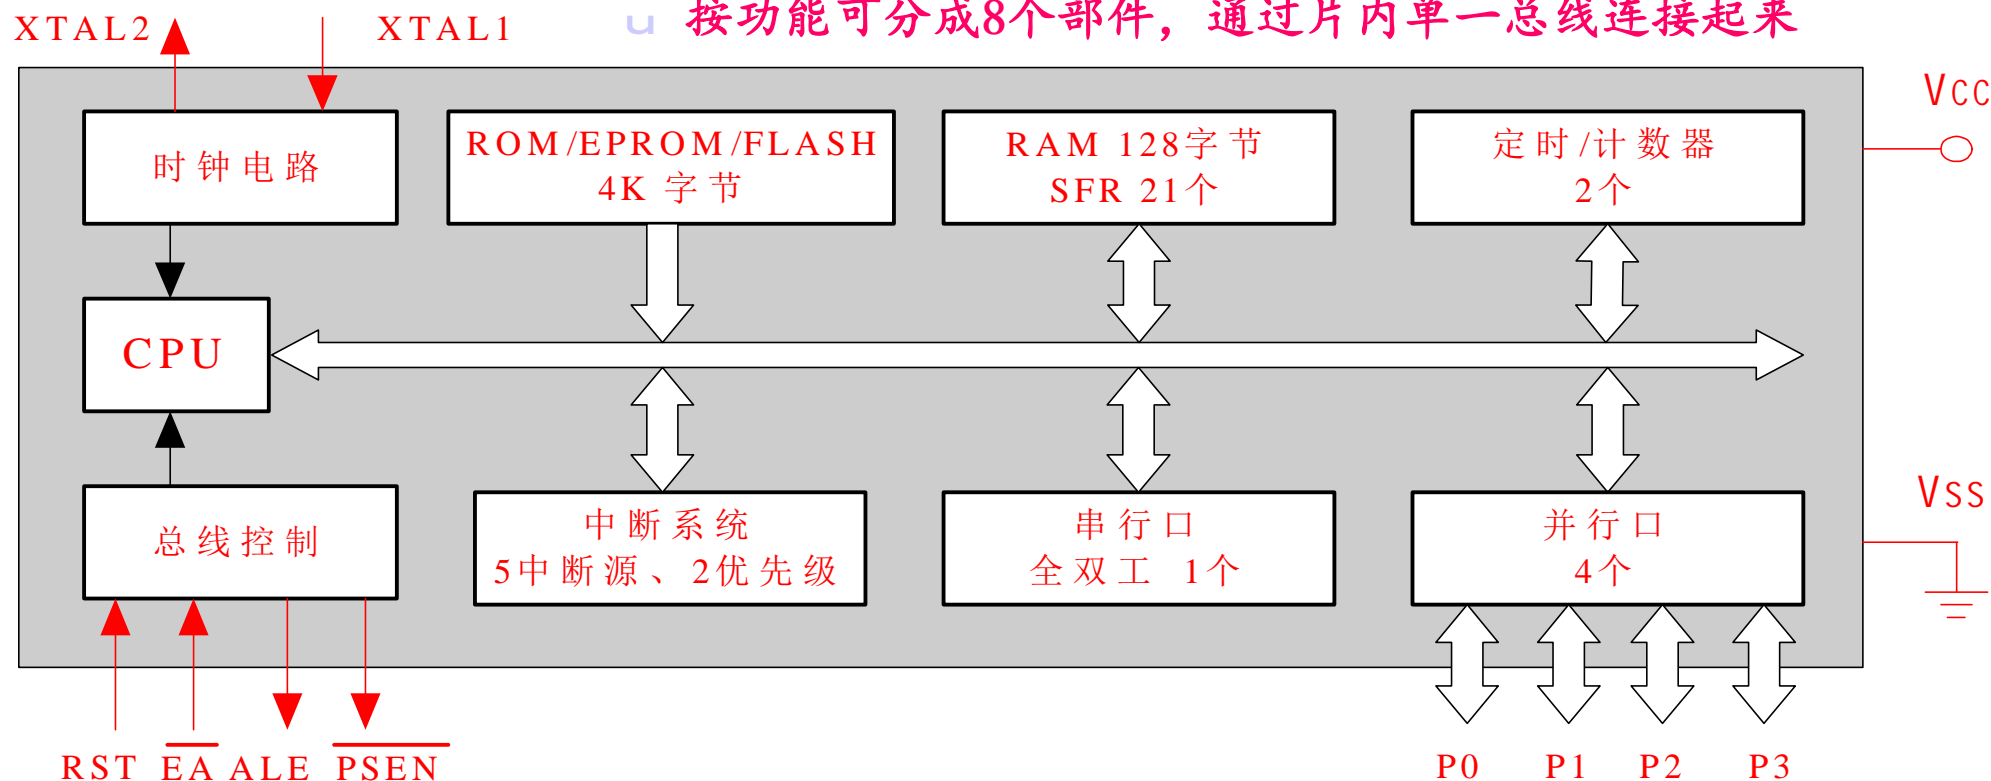 u 按功能可分成8个部件，通过片内单一总线连接起来
XTAL2 XTAL1
Vcc
时钟电路
ROM/EPROM/FLASH
4K 字节
RAM 128字节
SFR 21个
定时/计数器
2个
CPU
总线控制
中断系统
5中断源、2优先级
串行口
全双工 1个
并行口
4个
Vss
RST EA ALE PSEN
P0 P1 P2 P3